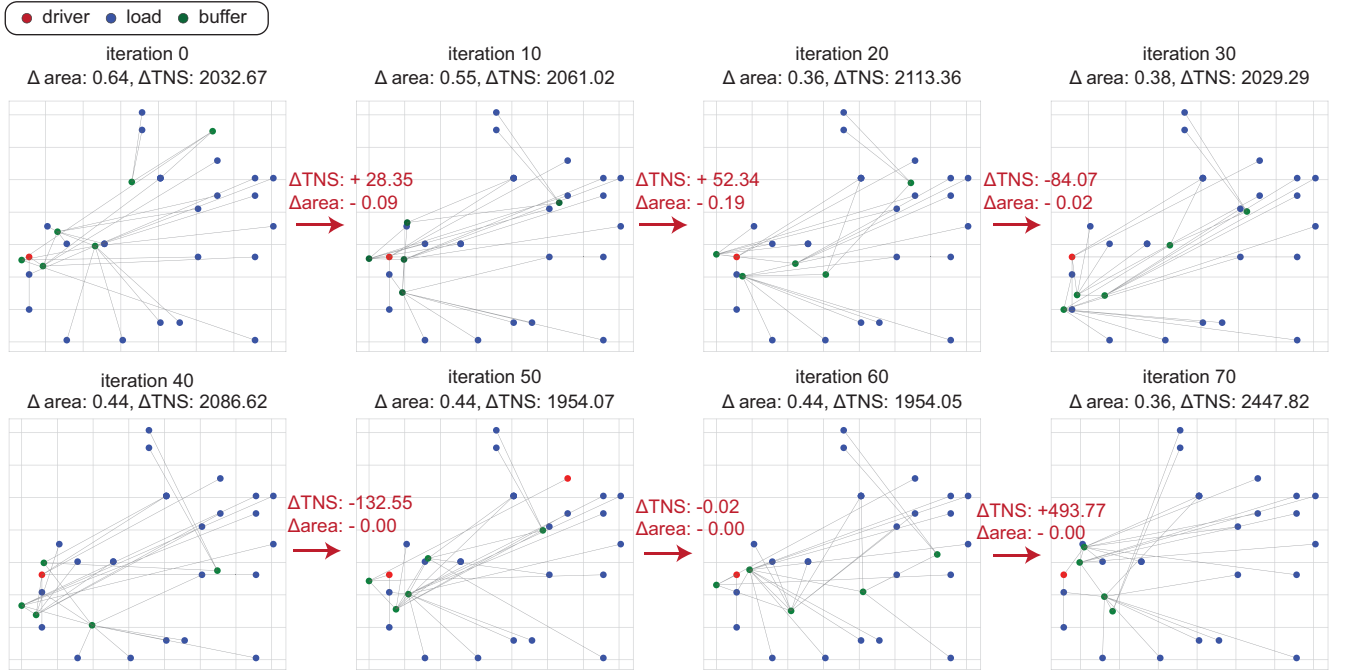 driver load buffer
iteration 0
Δ area: 0.64, ΔTNS: 2032.67
iteration 10
Δ area: 0.55, ΔTNS: 2061.02
iteration 20
Δ area: 0.36, ΔTNS: 2113.36
iteration 30
Δ area: 0.38, ΔTNS: 2029.29
ΔTNS: + 28.35
Δarea: - 0.09
ΔTNS: + 52.34
Δarea: - 0.19
ΔTNS: -84.07
Δarea: - 0.02
iteration 40
Δ area: 0.44, ΔTNS: 2086.62
iteration 50
Δ area: 0.44, ΔTNS: 1954.07
iteration 60
Δ area: 0.44, ΔTNS: 1954.05
iteration 70
Δ area: 0.36, ΔTNS: 2447.82
ΔTNS: -132.55
Δarea: - 0.00
ΔTNS: -0.02
Δarea: - 0.00
ΔTNS: +493.77
Δarea: - 0.00